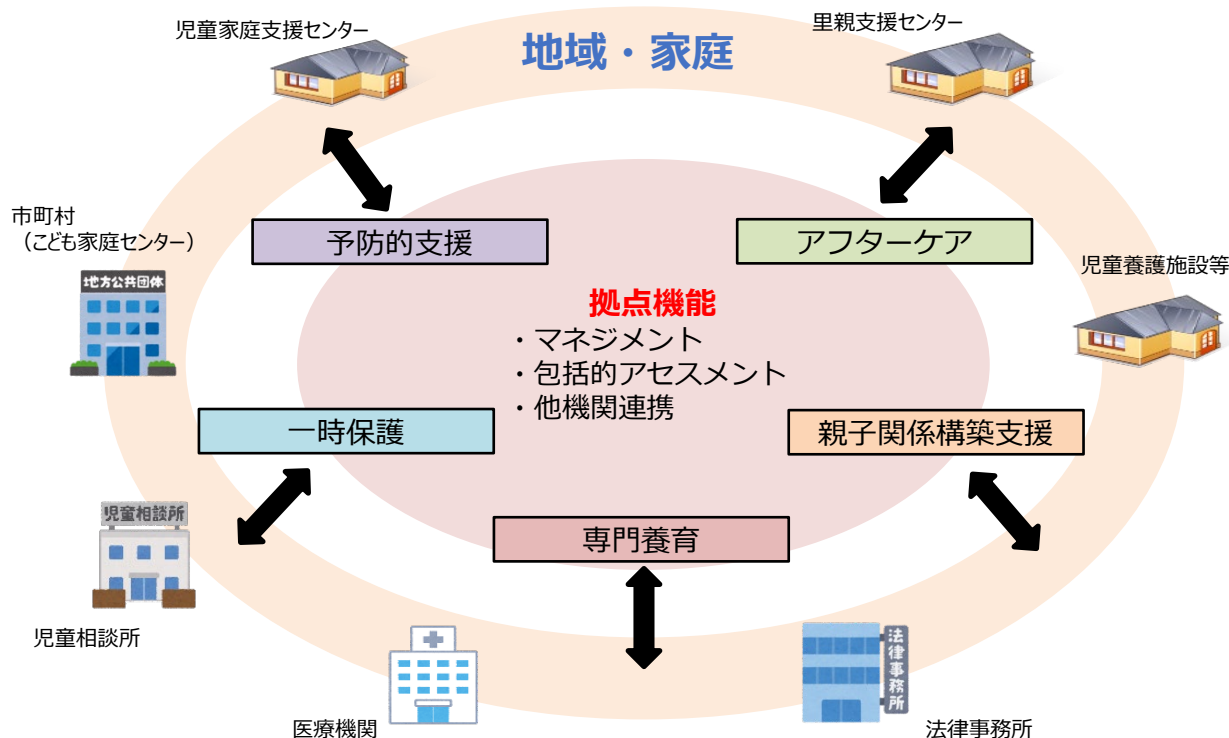 児童家庭支援センター
地域・家庭
里親支援センター
市町村
（こども家庭センター）
地方公共団体
予防的支援
アフターケア
児童養護施設等
拠点機能
・マネジメント
・包括的アセスメント
・他機関連携
一時保護
親子関係構築支援
児童相談所
専門養育
児童相談所
医療機関
法律事務所
法律事務所